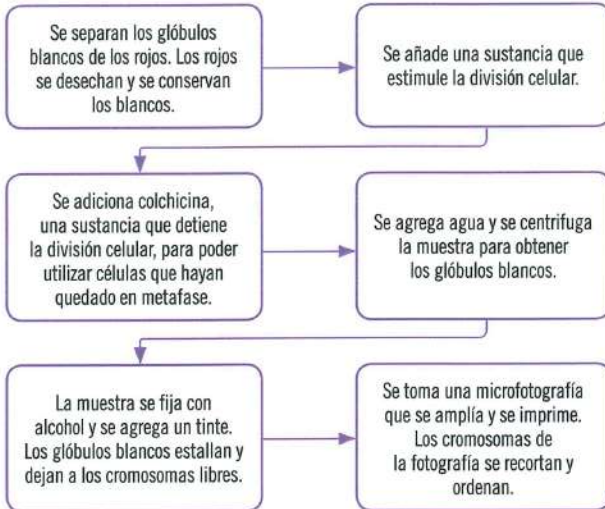 Se separan los glóbulos
blancos de los rojos. Los rojos
se desechan y se conservan
los blancos.
Se añade una sustancia que
estimule la división celular.
Se adiciona colchicina,
una sustancia que detiene
la división celular, para poder
utilizar células que hayan
quedado en metafase.
Se agrega agua y se centrifuga
la muestra para obtener
los glóbulos blancos.
La muestra se fija con
alcohol y se agrega un tinte.
Los glóbulos blancos estallan y
dejan a los cromosomas libres.
Se toma una microfotografía
que se amplía y se imprime.
Los cromosomas de
la fotografía se recortan y
ordenan.